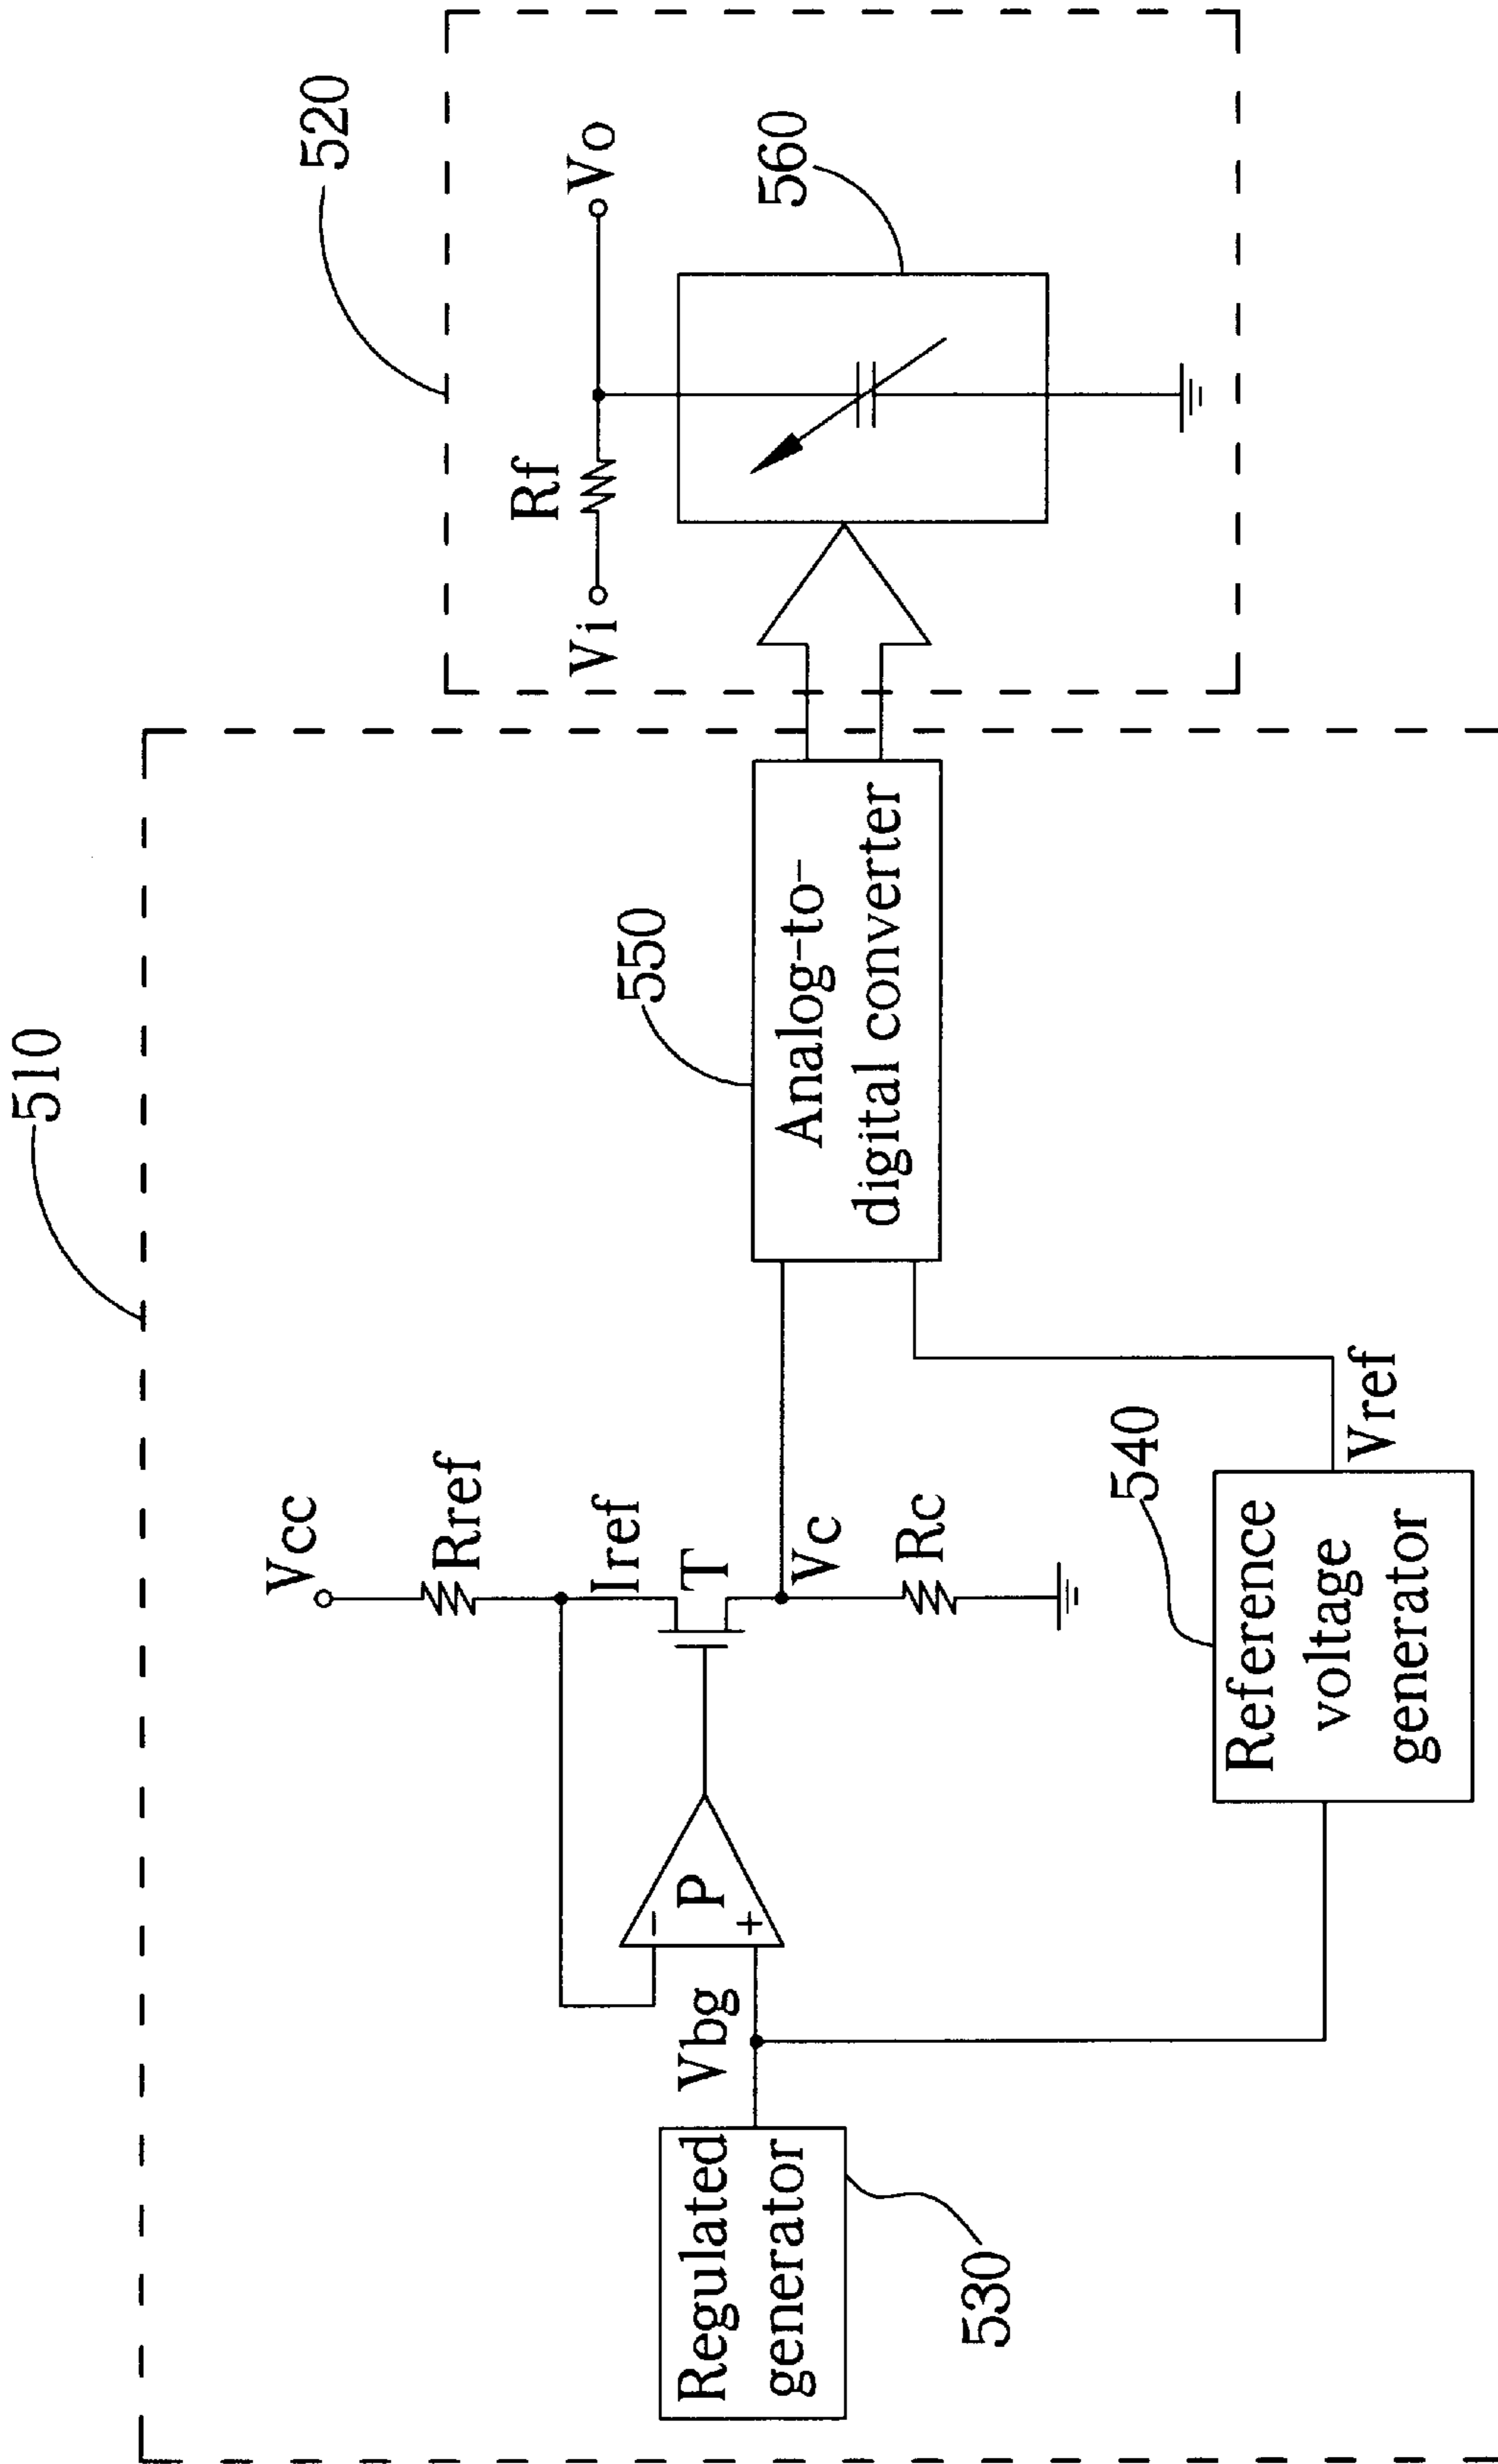 510
520
Vcc
Rref
Iref
T
Vc
Rc
P
−
+
Vbg
Regulated
generator
530
Reference
voltage
generator
540
Vref
550
Analog-to-
digital converter
Vi
Rf
Vo
560